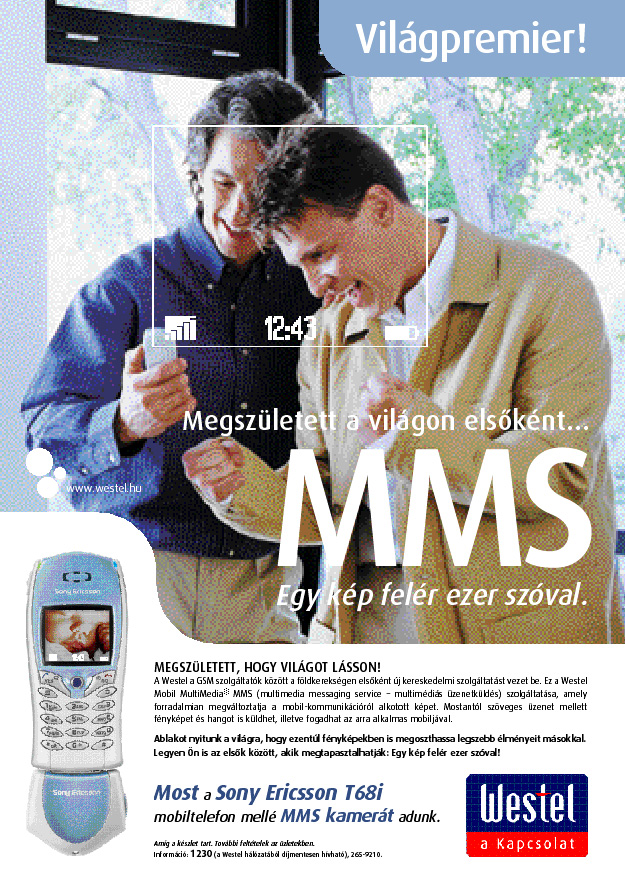 Világpremier!
12:43
Megszületett a világon elsőként...
MMS
Egy kép felér ezer szóval.
www.westel.hu
Sony Ericsson
Sony Ericsson
MEGSZÜLETETT, HOGY VILÁGOT LÁSSON!
A Westel a GSM szolgáltatók között a földkerekségen elsőként új kereskedelmi szolgáltatást vezet be. Ez a Westel
Mobil MultiMedia® MMS (multimedia messaging service – multimédiás üzenetküldés) szolgáltatása, amely
forradalmian megváltoztatja a mobil-kommunikációról alkotott képet. Mostantól szöveges üzenet mellett
fényképet és hangot is küldhet, illetve fogadhat az arra alkalmas mobiljával.
Ablakot nyitunk a világra, hogy ezentúl fényképekben is megoszthassa legszebb élményeit másokkal.
Legyen Ön is az elsők között, akik megtapasztalhatják: Egy kép felér ezer szóval!
Most a Sony Ericsson T68i
mobiltelefon mellé MMS kamerát adunk.
Amíg a készlet tart. További feltételek az üzletekben.
Információ: 1230 (a Westel hálózatából díjmentesen hívható), 265-9210.
Westel
a Kapcsolat